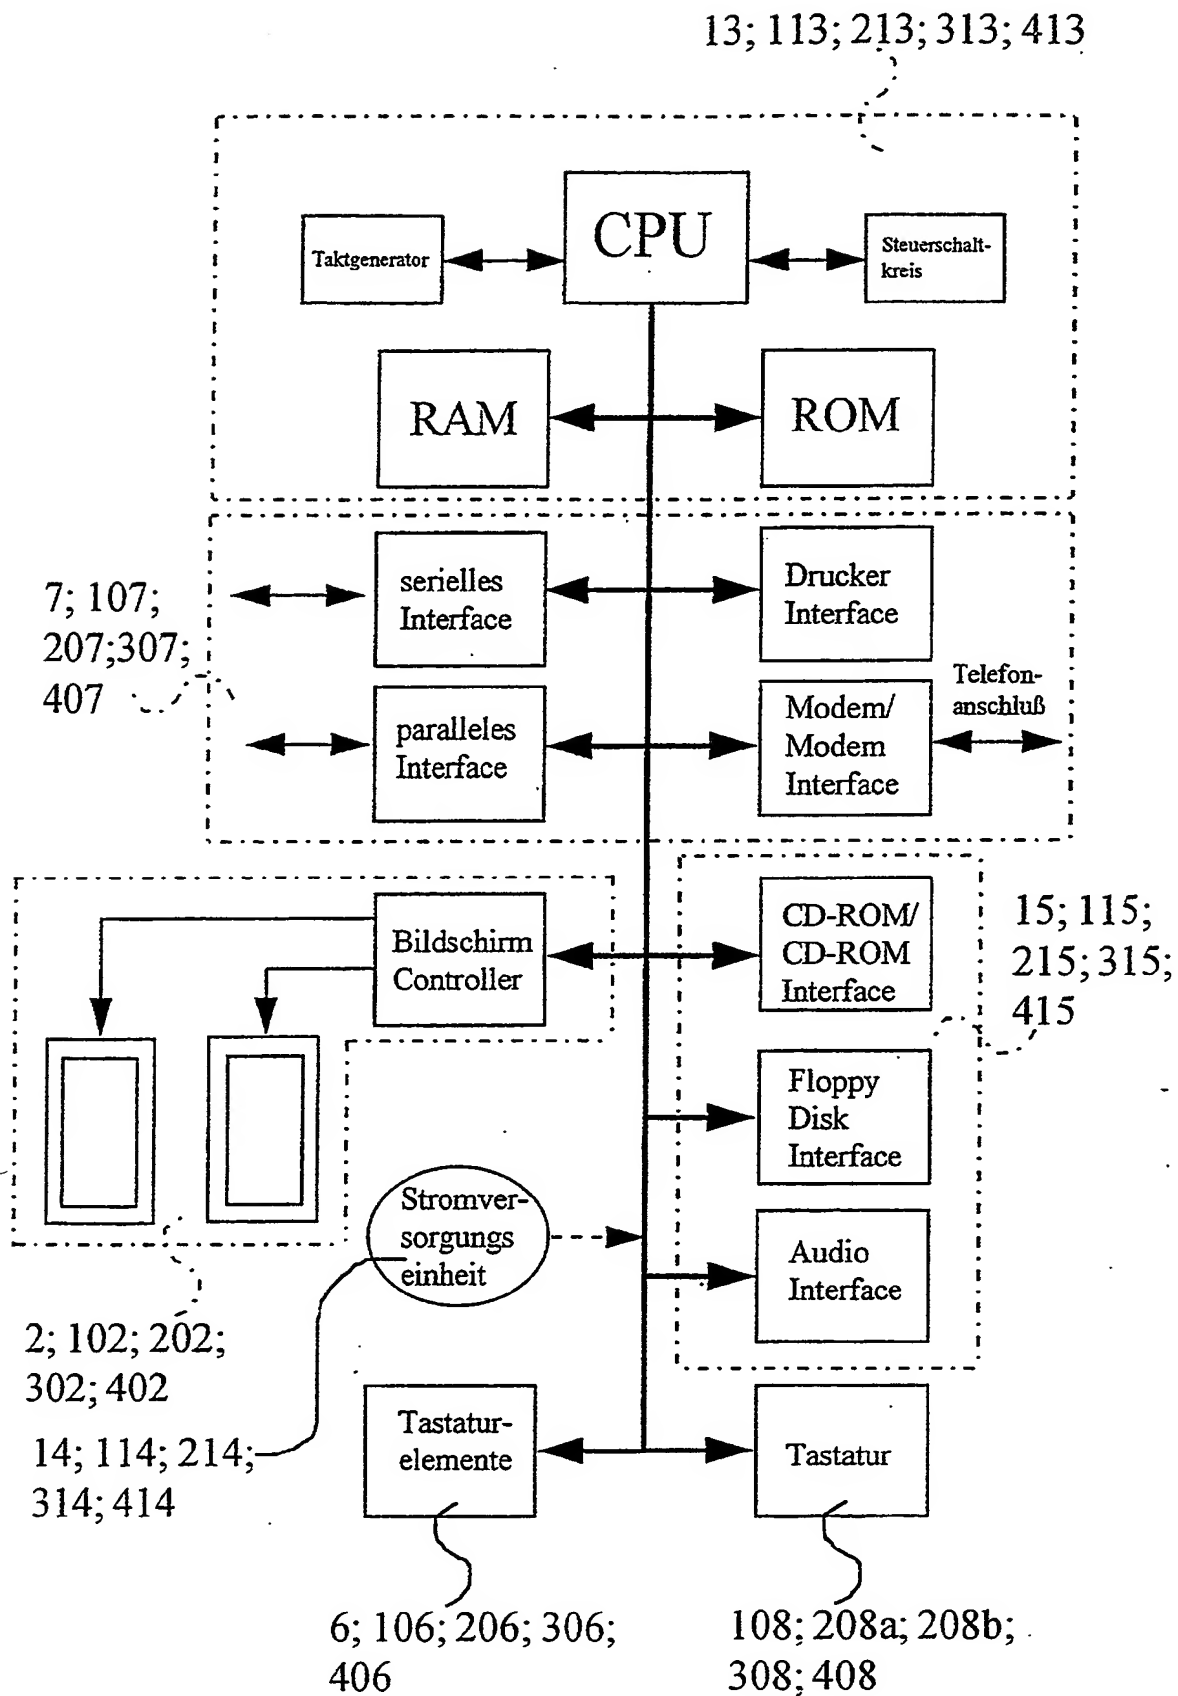 13; 113; 213; 313; 413
CPU
Taktgenerator
Steuerschalt-
kreis
RAM
ROM
serielles
Interface
Drucker
Interface
7; 107;
207;307;
407
paralleles
Interface
Modem/
Modem
Interface
Telefon-
anschluß
Bildschirm
Controller
CD-ROM/
CD-ROM
Interface
15; 115;
215; 315;
415
Floppy
Disk
Interface
Stromver-
sorgungs
einheit
Audio
Interface
2; 102; 202;
302; 402
14; 114; 214;
314; 414
Tastatur-
elemente
Tastatur
6; 106; 206; 306;
406
108; 208a; 208b;
308; 408